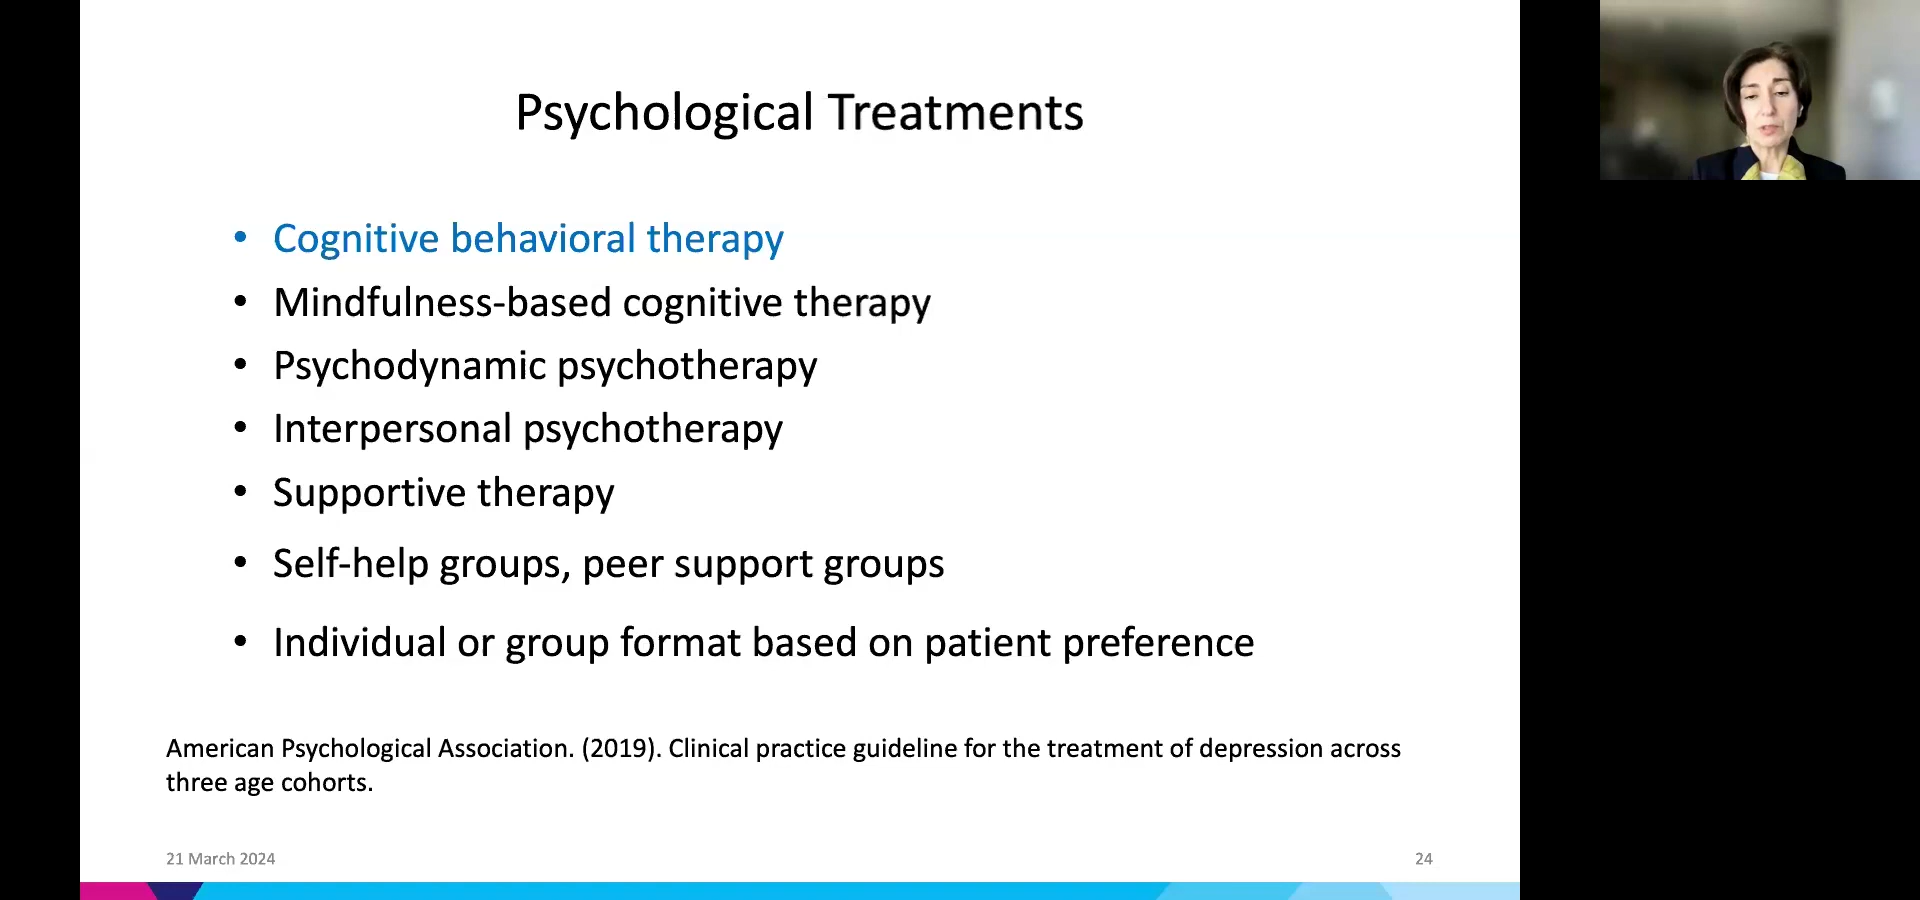 Psychological Treatments
• Cognitive behavioral therapy
• Mindfulness-based cognitive therapy
• Psychodynamic psychotherapy
• Interpersonal psychotherapy
• Supportive therapy
• Self-help groups, peer support groups
• Individual or group format based on patient preference
American Psychological Association. (2019). Clinical practice guideline for the treatment of depression across
three age cohorts.
21 March 2024
24